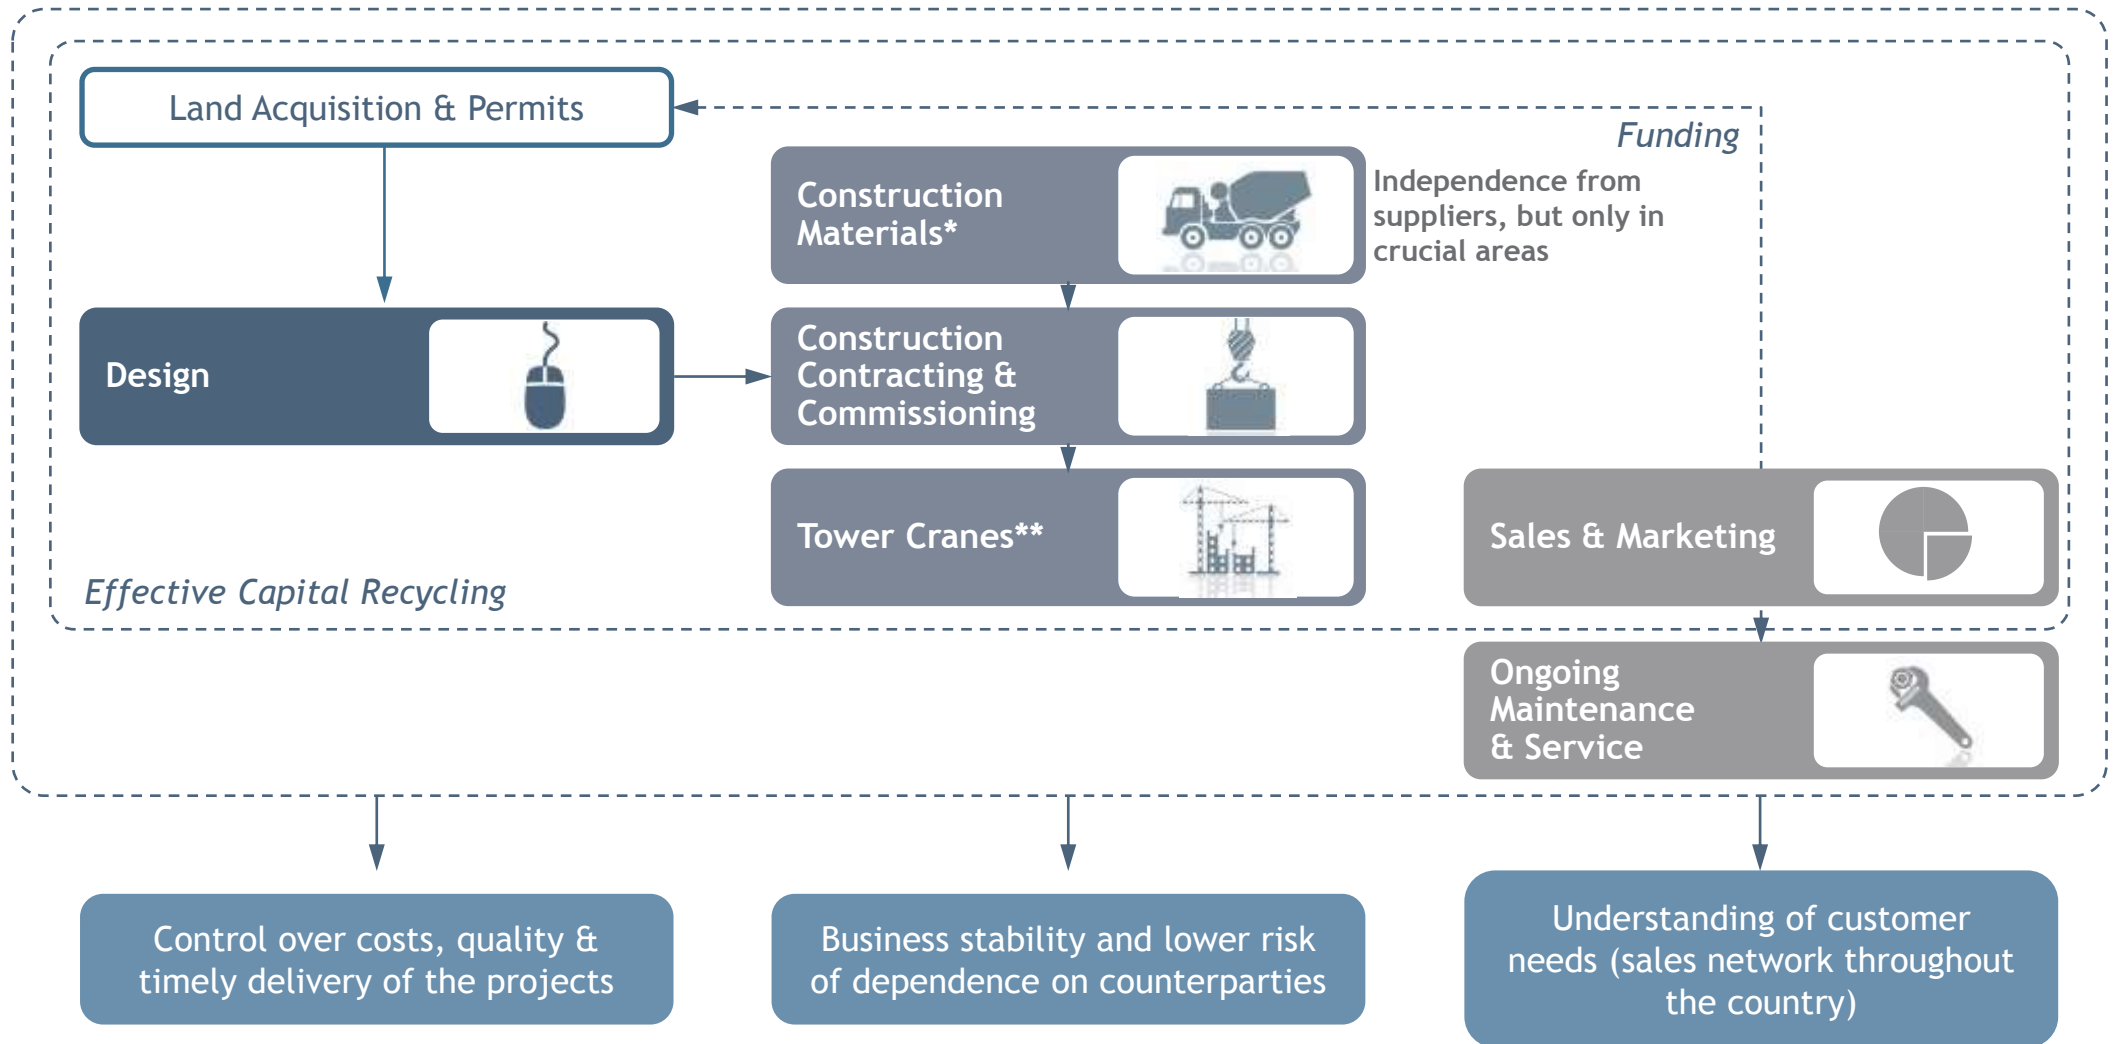 Land Acquisition & Permits
Funding
Construction
Materials*
Independence from
suppliers, but only in
crucial areas
Design
Construction
Contracting &
Commissioning
Tower Cranes**
Sales & Marketing
Effective Capital Recycling
Ongoing
Maintenance
& Service
Control over costs, quality &
timely delivery of the projects
Business stability and lower risk
of dependence on counterparties
Understanding of customer
needs (sales network throughout
the country)